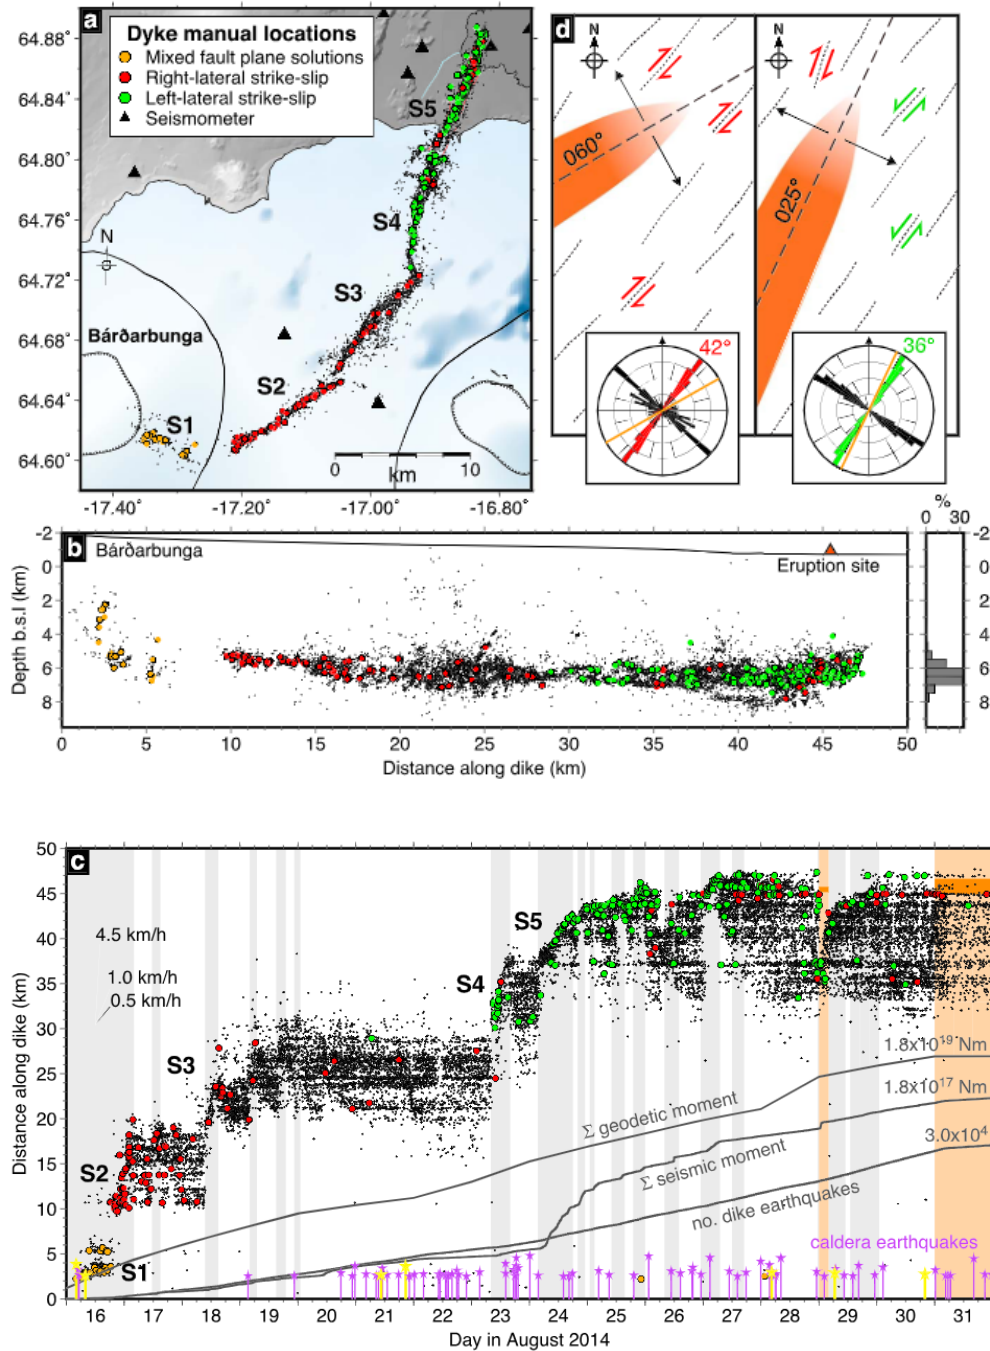 a
Dyke manual locations
Mixed fault plane solutions
Right-lateral strike-slip
Left-lateral strike-slip
Seismometer
64.88°
64.84°
64.80°
64.76°
64.72°
64.68°
64.64°
64.60°
S5
S4
S3
S2
S1
N
Bárðarbunga
0 10
km
-17.40° -17.20° -17.00° -16.80°
d
N
N
060°
025°
42°
36°
b
Bárðarbunga
Eruption site
Depth b.s.l (km)
-2
0
2
4
6
8
0 5 10 15 20 25 30 35 40 45 50
Distance along dike (km)
%
0 30
-2
0
2
4
6
8
c
50
45
40
35
30
25
20
15
10
5
0
Distance along dike (km)
4.5 km/h
1.0 km/h
0.5 km/h
S5
S4
S3
S2
S1
1.8x10¹⁹ Nm
1.8x10¹⁷ Nm
3.0x10⁴
Σ geodetic moment
Σ seismic moment
no. dike earthquakes
caldera earthquakes
16 17 18 19 20 21 22 23 24 25 26 27 28 29 30 31
Day in August 2014